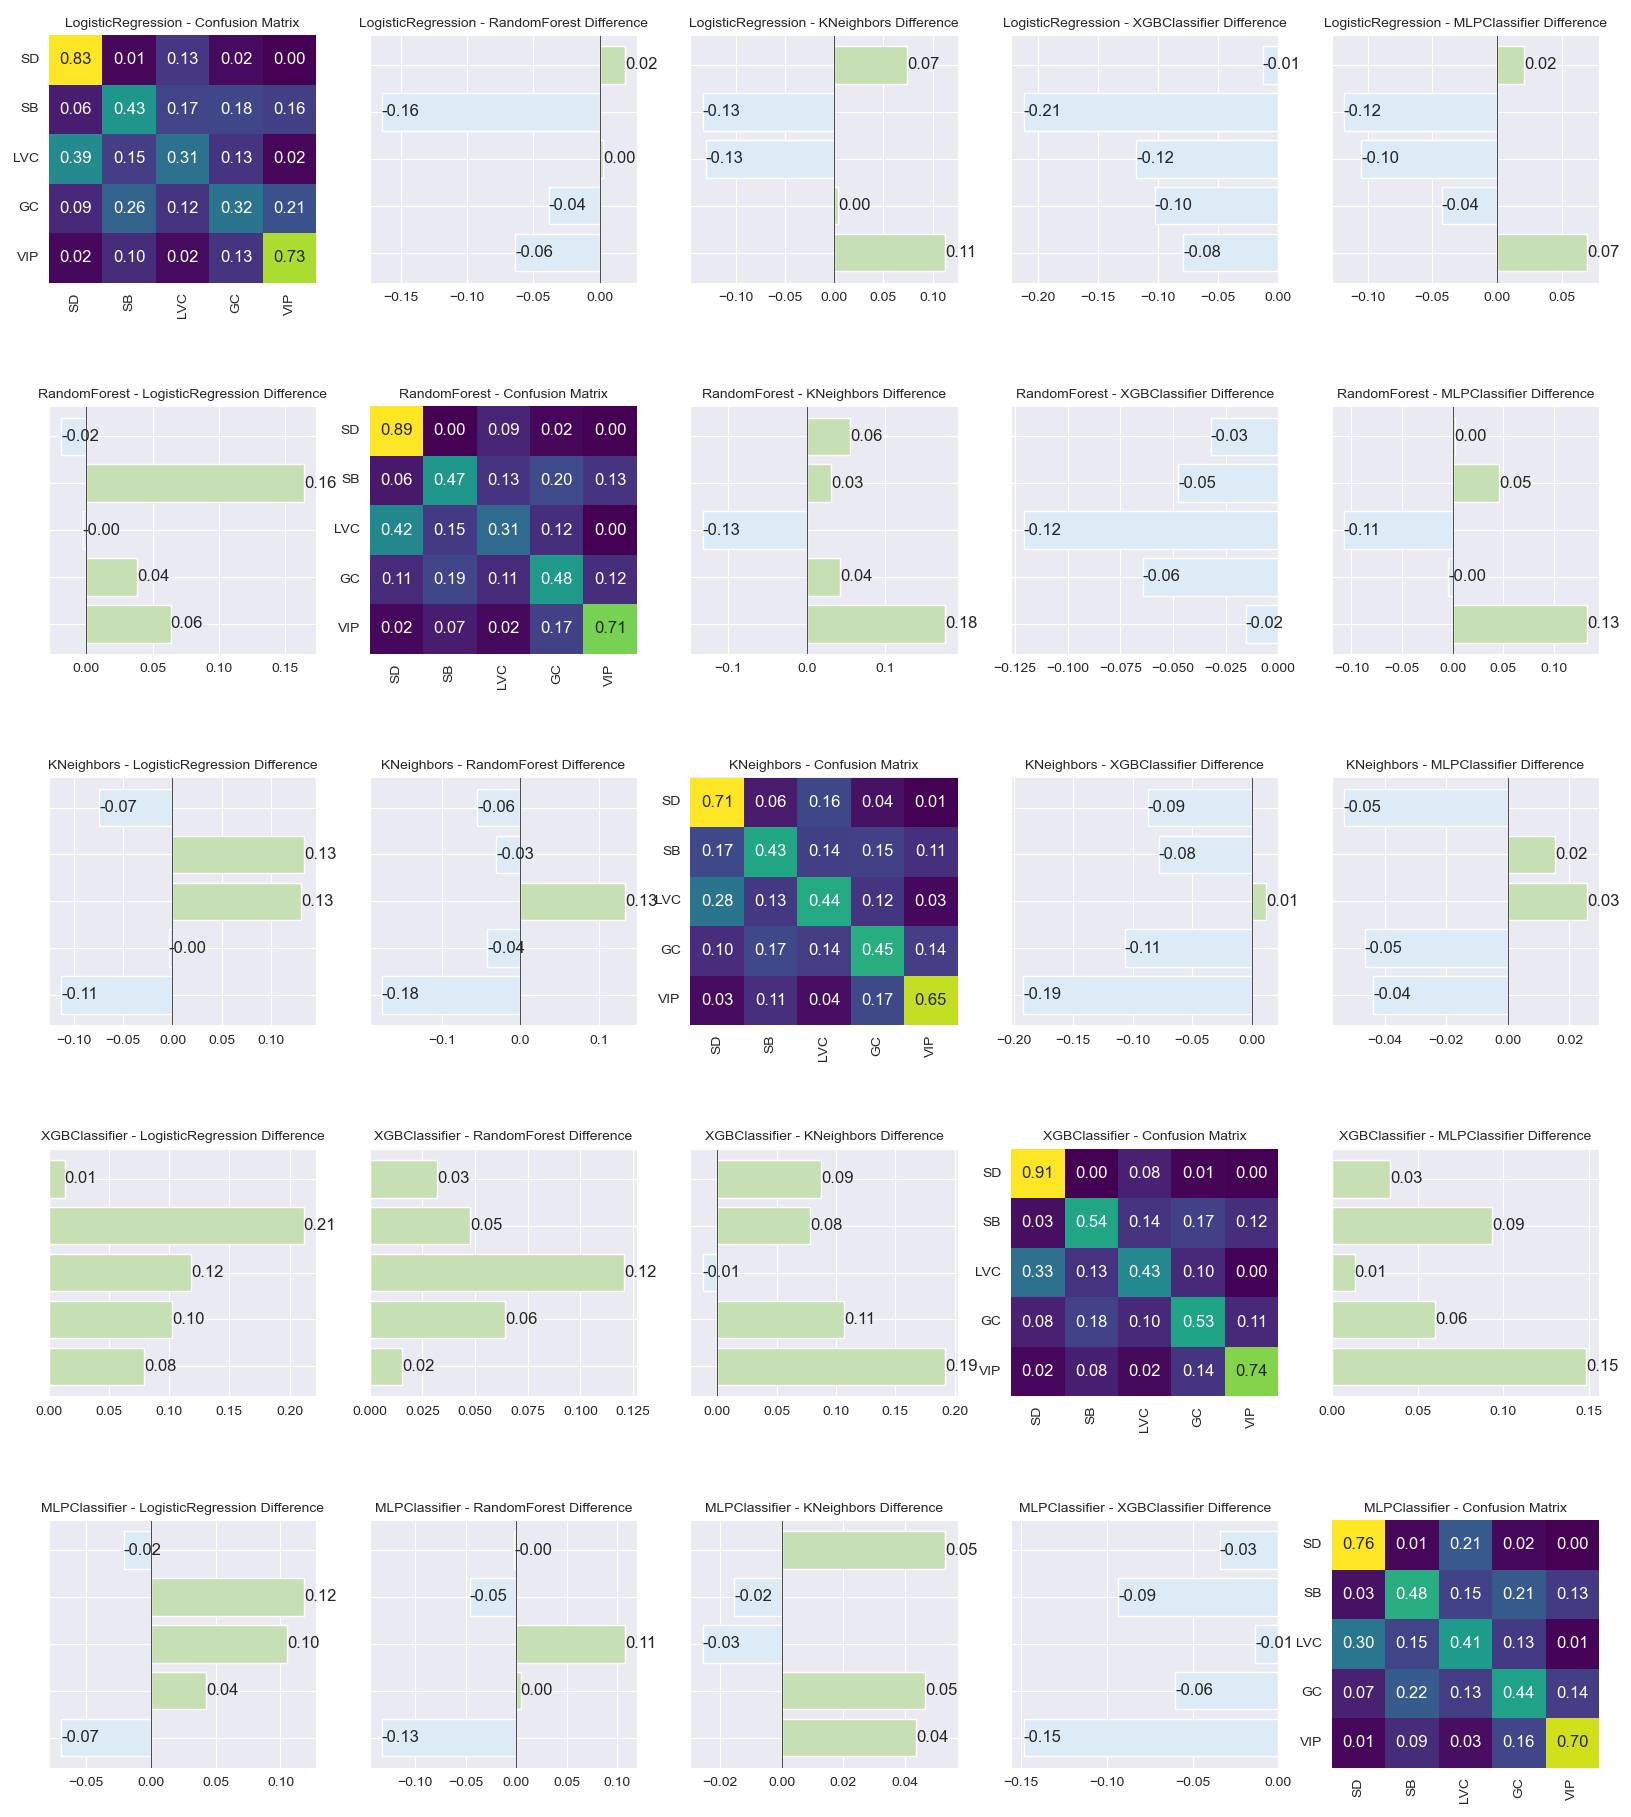 LogisticRegression - Confusion Matrix
SD 0.83 0.01 0.13 0.02 0.00
SB 0.06 0.43 0.17 0.18 0.16
LVC 0.39 0.15 0.31 0.13 0.02
GC 0.09 0.26 0.12 0.32 0.21
VIP 0.02 0.10 0.02 0.13 0.73
SD SB LVC GC VIP
LogisticRegression - RandomForest Difference
0.02
-0.16
0.00
-0.04
-0.06
−0.15 −0.10 −0.05 0.00
LogisticRegression - KNeighbors Difference
0.07
-0.13
-0.13
0.00
0.11
−0.10 −0.05 0.00 0.05 0.10
LogisticRegression - XGBClassifier Difference
-0.01
-0.21
-0.12
-0.10
-0.08
−0.20 −0.15 −0.10 −0.05 0.00
LogisticRegression - MLPClassifier Difference
0.02
-0.12
-0.10
-0.04
0.07
−0.10 −0.05 0.00 0.05
RandomForest - LogisticRegression Difference
-0.02
0.16
-0.00
0.04
0.06
0.00 0.05 0.10 0.15
RandomForest - Confusion Matrix
SD 0.89 0.00 0.09 0.02 0.00
SB 0.06 0.47 0.13 0.20 0.13
LVC 0.42 0.15 0.31 0.12 0.00
GC 0.11 0.19 0.11 0.48 0.12
VIP 0.02 0.07 0.02 0.17 0.71
SD SB LVC GC VIP
RandomForest - KNeighbors Difference
0.06
0.03
-0.13
0.04
0.18
−0.1 0.0 0.1
RandomForest - XGBClassifier Difference
-0.03
-0.05
-0.12
-0.06
-0.02
−0.125 −0.100 −0.075 −0.050 −0.025 0.000
RandomForest - MLPClassifier Difference
0.00
0.05
-0.11
-0.00
0.13
−0.10 −0.05 0.00 0.05 0.10
KNeighbors - LogisticRegression Difference
-0.07
0.13
0.13
-0.00
-0.11
−0.10 −0.05 0.00 0.05 0.10
KNeighbors - RandomForest Difference
-0.06
-0.03
0.13
-0.04
-0.18
−0.1 0.0 0.1
KNeighbors - Confusion Matrix
SD 0.71 0.06 0.16 0.04 0.01
SB 0.17 0.43 0.14 0.15 0.11
LVC 0.28 0.13 0.44 0.12 0.03
GC 0.10 0.17 0.14 0.45 0.14
VIP 0.03 0.11 0.04 0.17 0.65
SD SB LVC GC VIP
KNeighbors - XGBClassifier Difference
-0.09
-0.08
0.01
-0.11
-0.19
−0.20 −0.15 −0.10 −0.05 0.00
KNeighbors - MLPClassifier Difference
-0.05
0.02
0.03
-0.05
-0.04
−0.04 −0.02 0.00 0.02
XGBClassifier - LogisticRegression Difference
0.01
0.21
0.12
0.10
0.08
0.00 0.05 0.10 0.15 0.20
XGBClassifier - RandomForest Difference
0.03
0.05
0.12
0.06
0.02
0.000 0.025 0.050 0.075 0.100 0.125
XGBClassifier - KNeighbors Difference
0.09
0.08
-0.01
0.11
0.19
0.00 0.05 0.10 0.15 0.20
XGBClassifier - Confusion Matrix
SD 0.91 0.00 0.08 0.01 0.00
SB 0.03 0.54 0.14 0.17 0.12
LVC 0.33 0.13 0.43 0.10 0.00
GC 0.08 0.18 0.10 0.53 0.11
VIP 0.02 0.08 0.02 0.14 0.74
SD SB LVC GC VIP
XGBClassifier - MLPClassifier Difference
0.03
0.09
0.01
0.06
0.15
0.00 0.05 0.10 0.15
MLPClassifier - LogisticRegression Difference
-0.02
0.12
0.10
0.04
-0.07
−0.05 0.00 0.05 0.10
MLPClassifier - RandomForest Difference
-0.00
-0.05
0.11
0.00
-0.13
−0.10 −0.05 0.00 0.05 0.10
MLPClassifier - KNeighbors Difference
0.05
-0.02
-0.03
0.05
0.04
−0.02 0.00 0.02 0.04
MLPClassifier - XGBClassifier Difference
-0.03
-0.09
-0.01
-0.06
-0.15
−0.15 −0.10 −0.05 0.00
MLPClassifier - Confusion Matrix
SD 0.76 0.01 0.21 0.02 0.00
SB 0.03 0.48 0.15 0.21 0.13
LVC 0.30 0.15 0.41 0.13 0.01
GC 0.07 0.22 0.13 0.44 0.14
VIP 0.01 0.09 0.03 0.16 0.70
SD SB LVC GC VIP